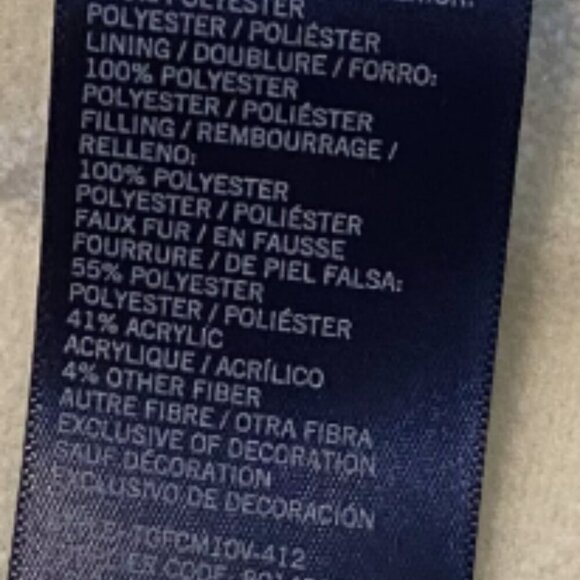 POLYESTER
POLYESTER / POLIÉSTER
LINING / DOUBLURE / FORRO:
100% POLYESTER
POLYESTER / POLIÉSTER
FILLING / REMBOURRAGE /
RELLENO:
100% POLYESTER
POLYESTER / POLIÉSTER
FAUX FUR / EN FAUSSE
FOURRURE / DE PIEL FALSA:
55% POLYESTER
POLYESTER / POLIÉSTER
41% ACRYLIC
ACRYLIQUE / ACRÍLICO
4% OTHER FIBER
AUTRE FIBRE / OTRA FIBRA
EXCLUSIVE OF DECORATION
SAUF DÉCORATION
EXCLUSIVO DE DECORACIÓN
CODE: